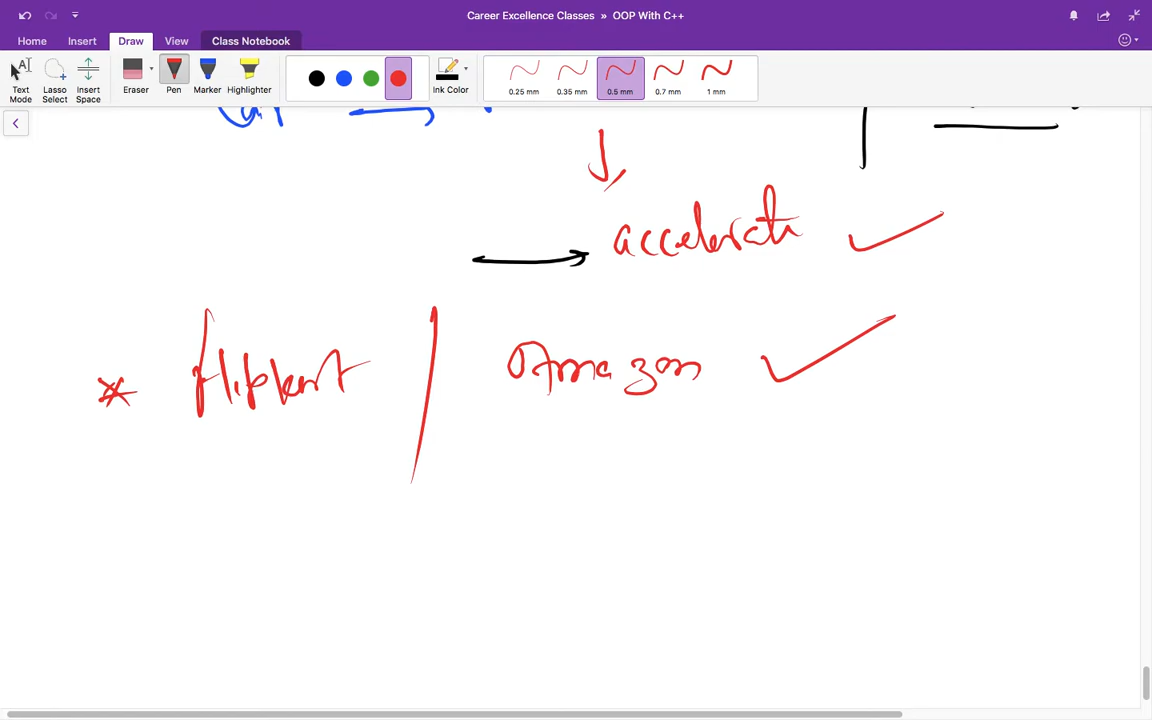 Career Excellence Classes » OOP With C++
Home Insert Draw View Class Notebook
Text Mode Lasso Select Insert Space Eraser Pen Marker Highlighter Ink Color 0.25 mm 0.35 mm 0.5 mm 0.7 mm 1 mm
accelerate ✓
* flipkart / Amazon ✓